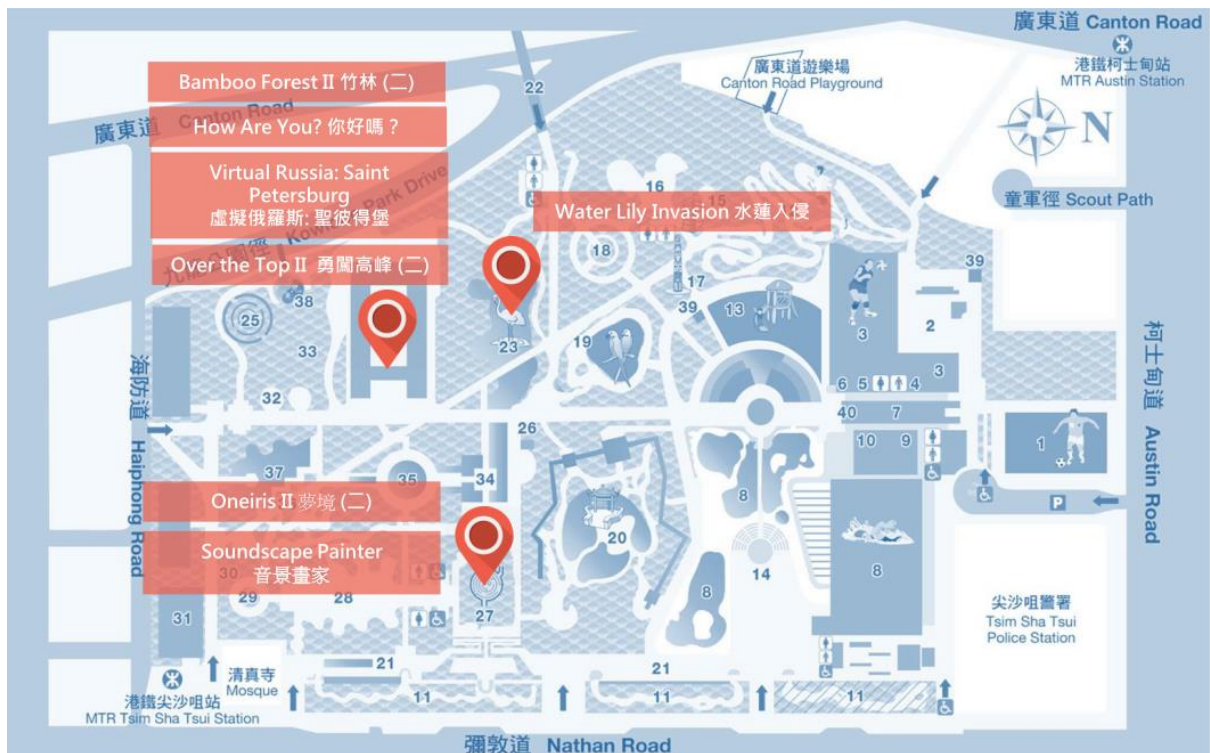 廣東道 Canton Road
港鐵柯士甸站
MTR Austin Station
廣東道遊樂場
Canton Road Playground
N
童軍徑 Scout Path
Bamboo Forest II 竹林 (二)
廣東道 Canton Road
How Are You? 你好嗎？
Virtual Russia: Saint
Petersburg
虛擬俄羅斯: 聖彼得堡
Park Drive
Over the Top II 勇闖高峰 (二)
Water Lily Invasion 水蓮入侵
22
16
15
18
17
39
39
13
3
2
3
38
25
33
23
19
6
5
4
32
40
7
海防道 Haiphong Road
柯士甸道 Austin Road
26
10
9
1
37
35
34
8
P
Oneiris II 夢境 (二)
Soundscape Painter
音景畫家
20
14
8
8
30
29
28
27
31
尖沙咀警署
Tsim Sha Tsui
Police Station
21
21
清真寺
Mosque
11
11
11
港鐵尖沙咀站
MTR Tsim Sha Tsui Station
彌敦道 Nathan Road